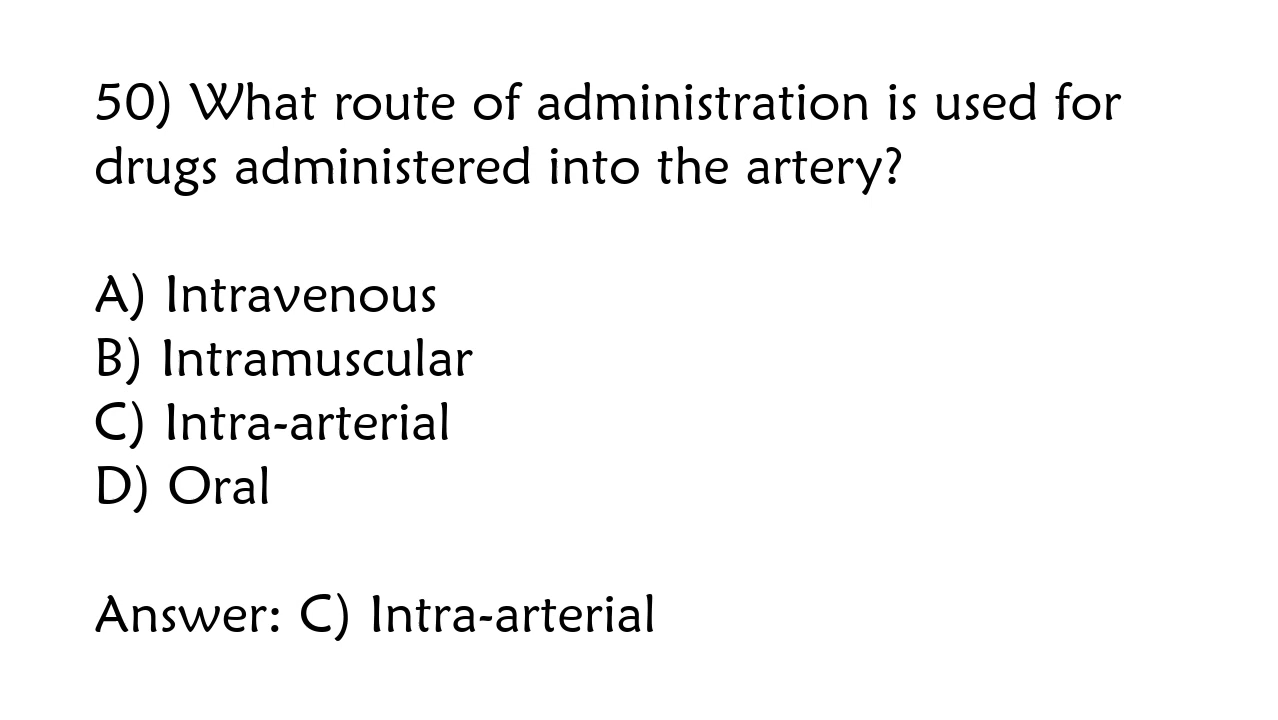 50) What route of administration is used for
drugs administered into the artery?
A) Intravenous
B) Intramuscular
C) Intra-arterial
D) Oral
Answer: C) Intra-arterial